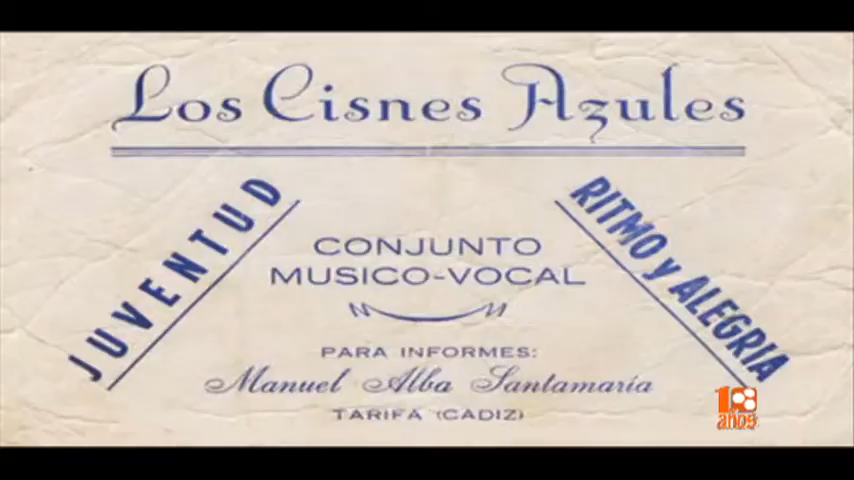 Los Cisnes Azules
JUVENTUD
RITMO y ALEGRIA
CONJUNTO
MUSICO-VOCAL
PARA INFORMES:
Manuel Alba Santamaría
TARIFA (CADIZ)
18
años